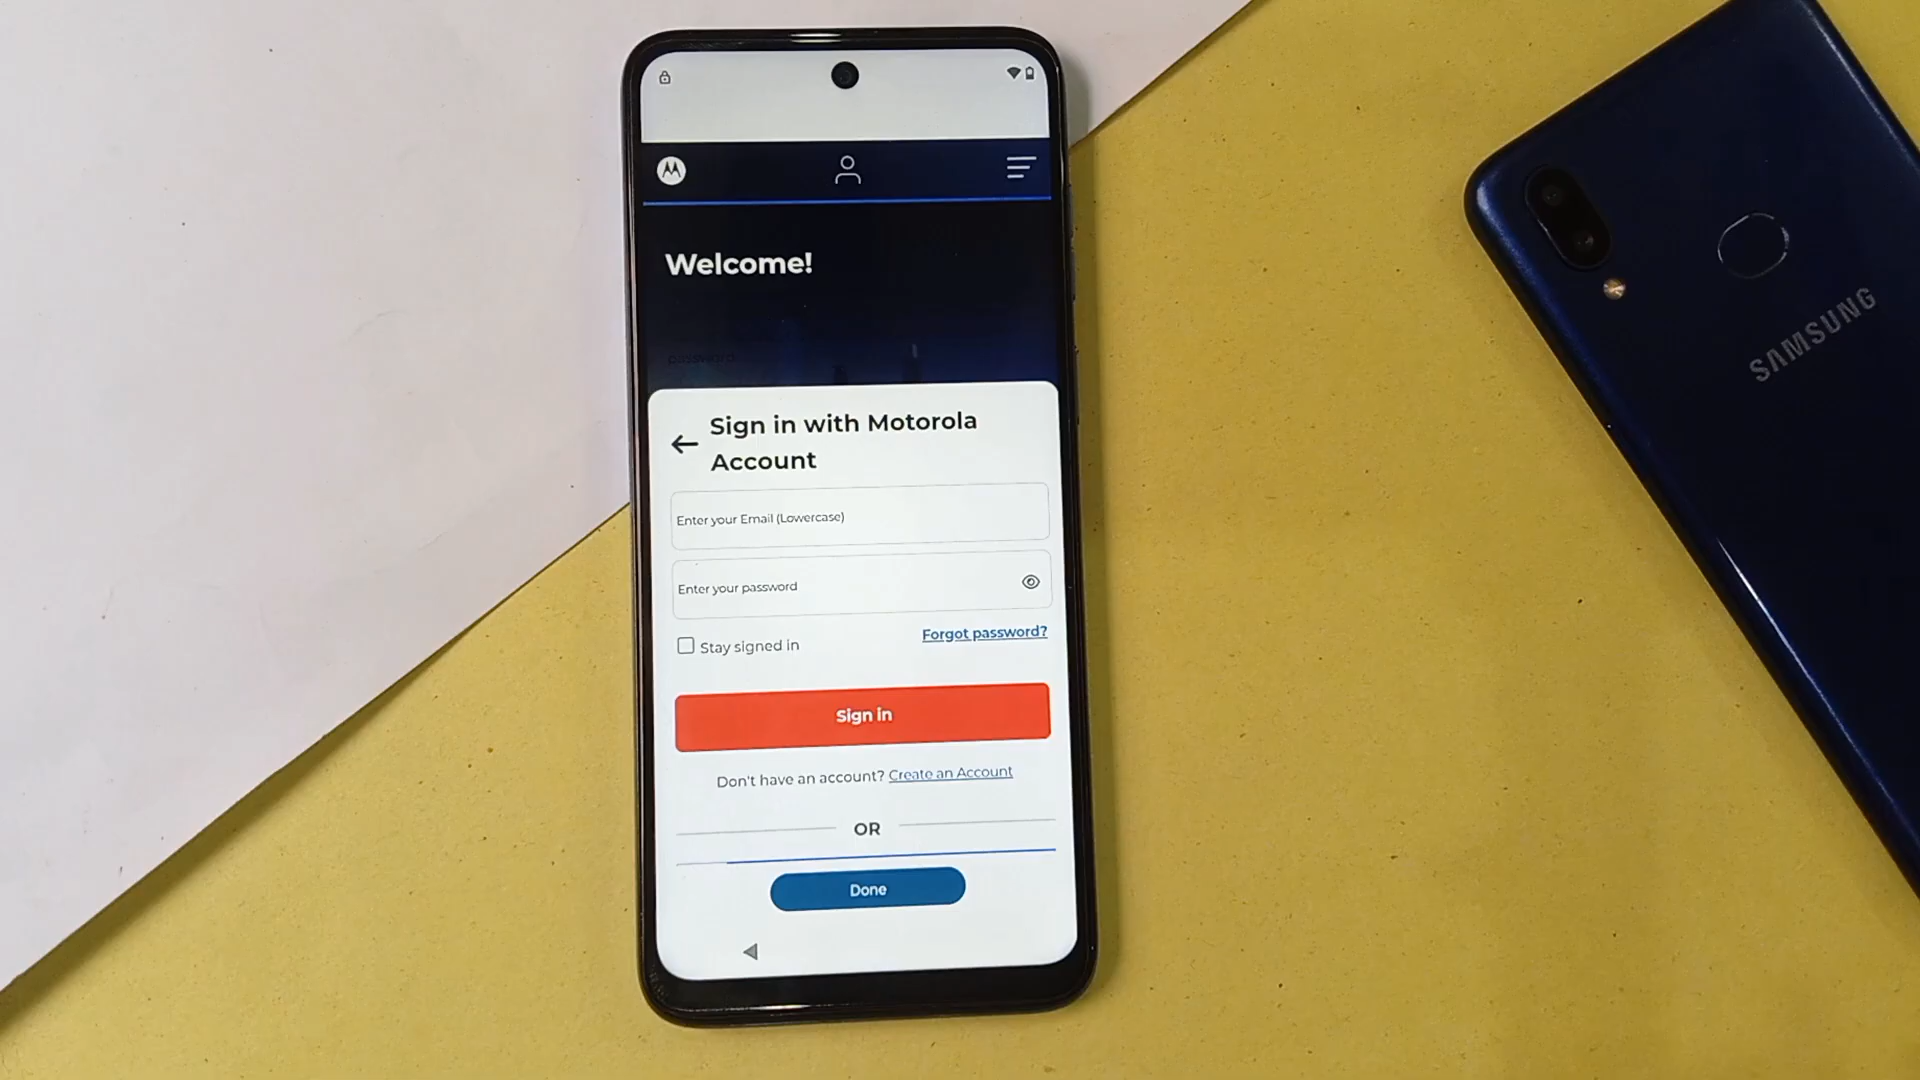 Welcome!
password
Sign in with Motorola
Account
Enter your Email (Lowercase)
Enter your password
Stay signed in
Forgot password?
Sign in
Don't have an account? Create an Account
OR
Done
SAMSUNG